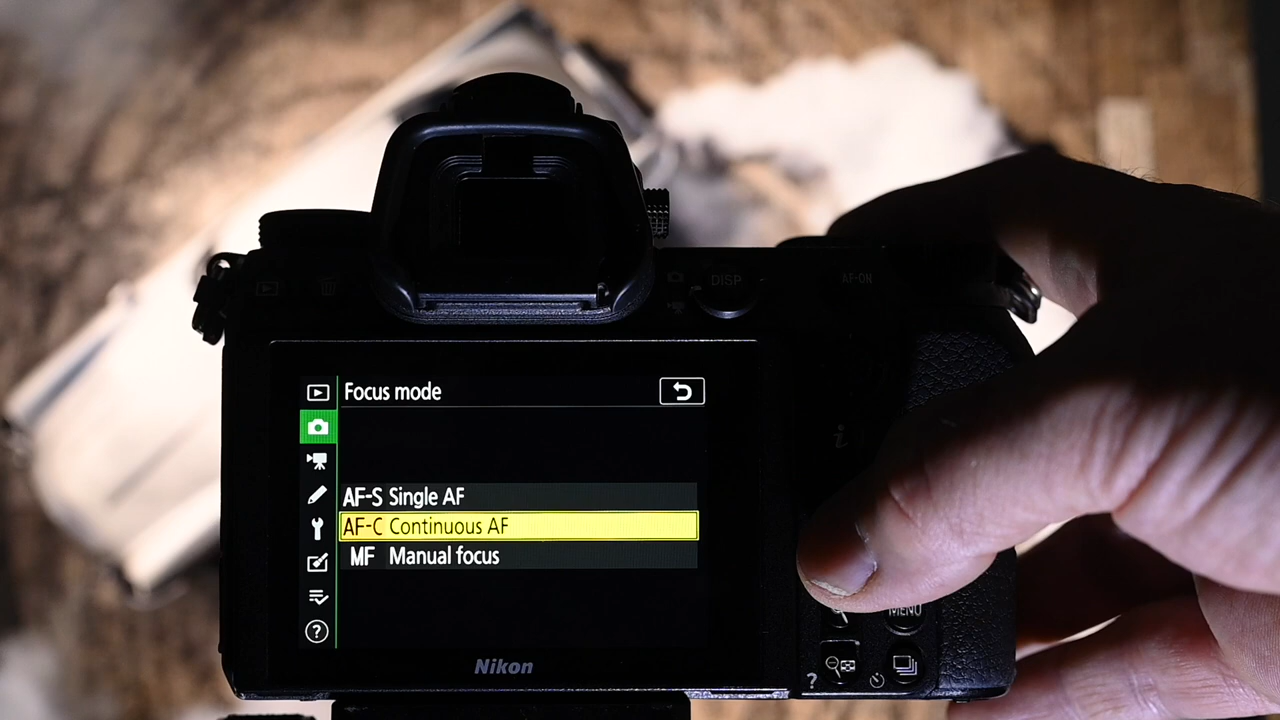 DISP
AF-ON
Focus mode
i
AF-S Single AF
AF-C Continuous AF
MF Manual focus
?
MENU
Nikon
?